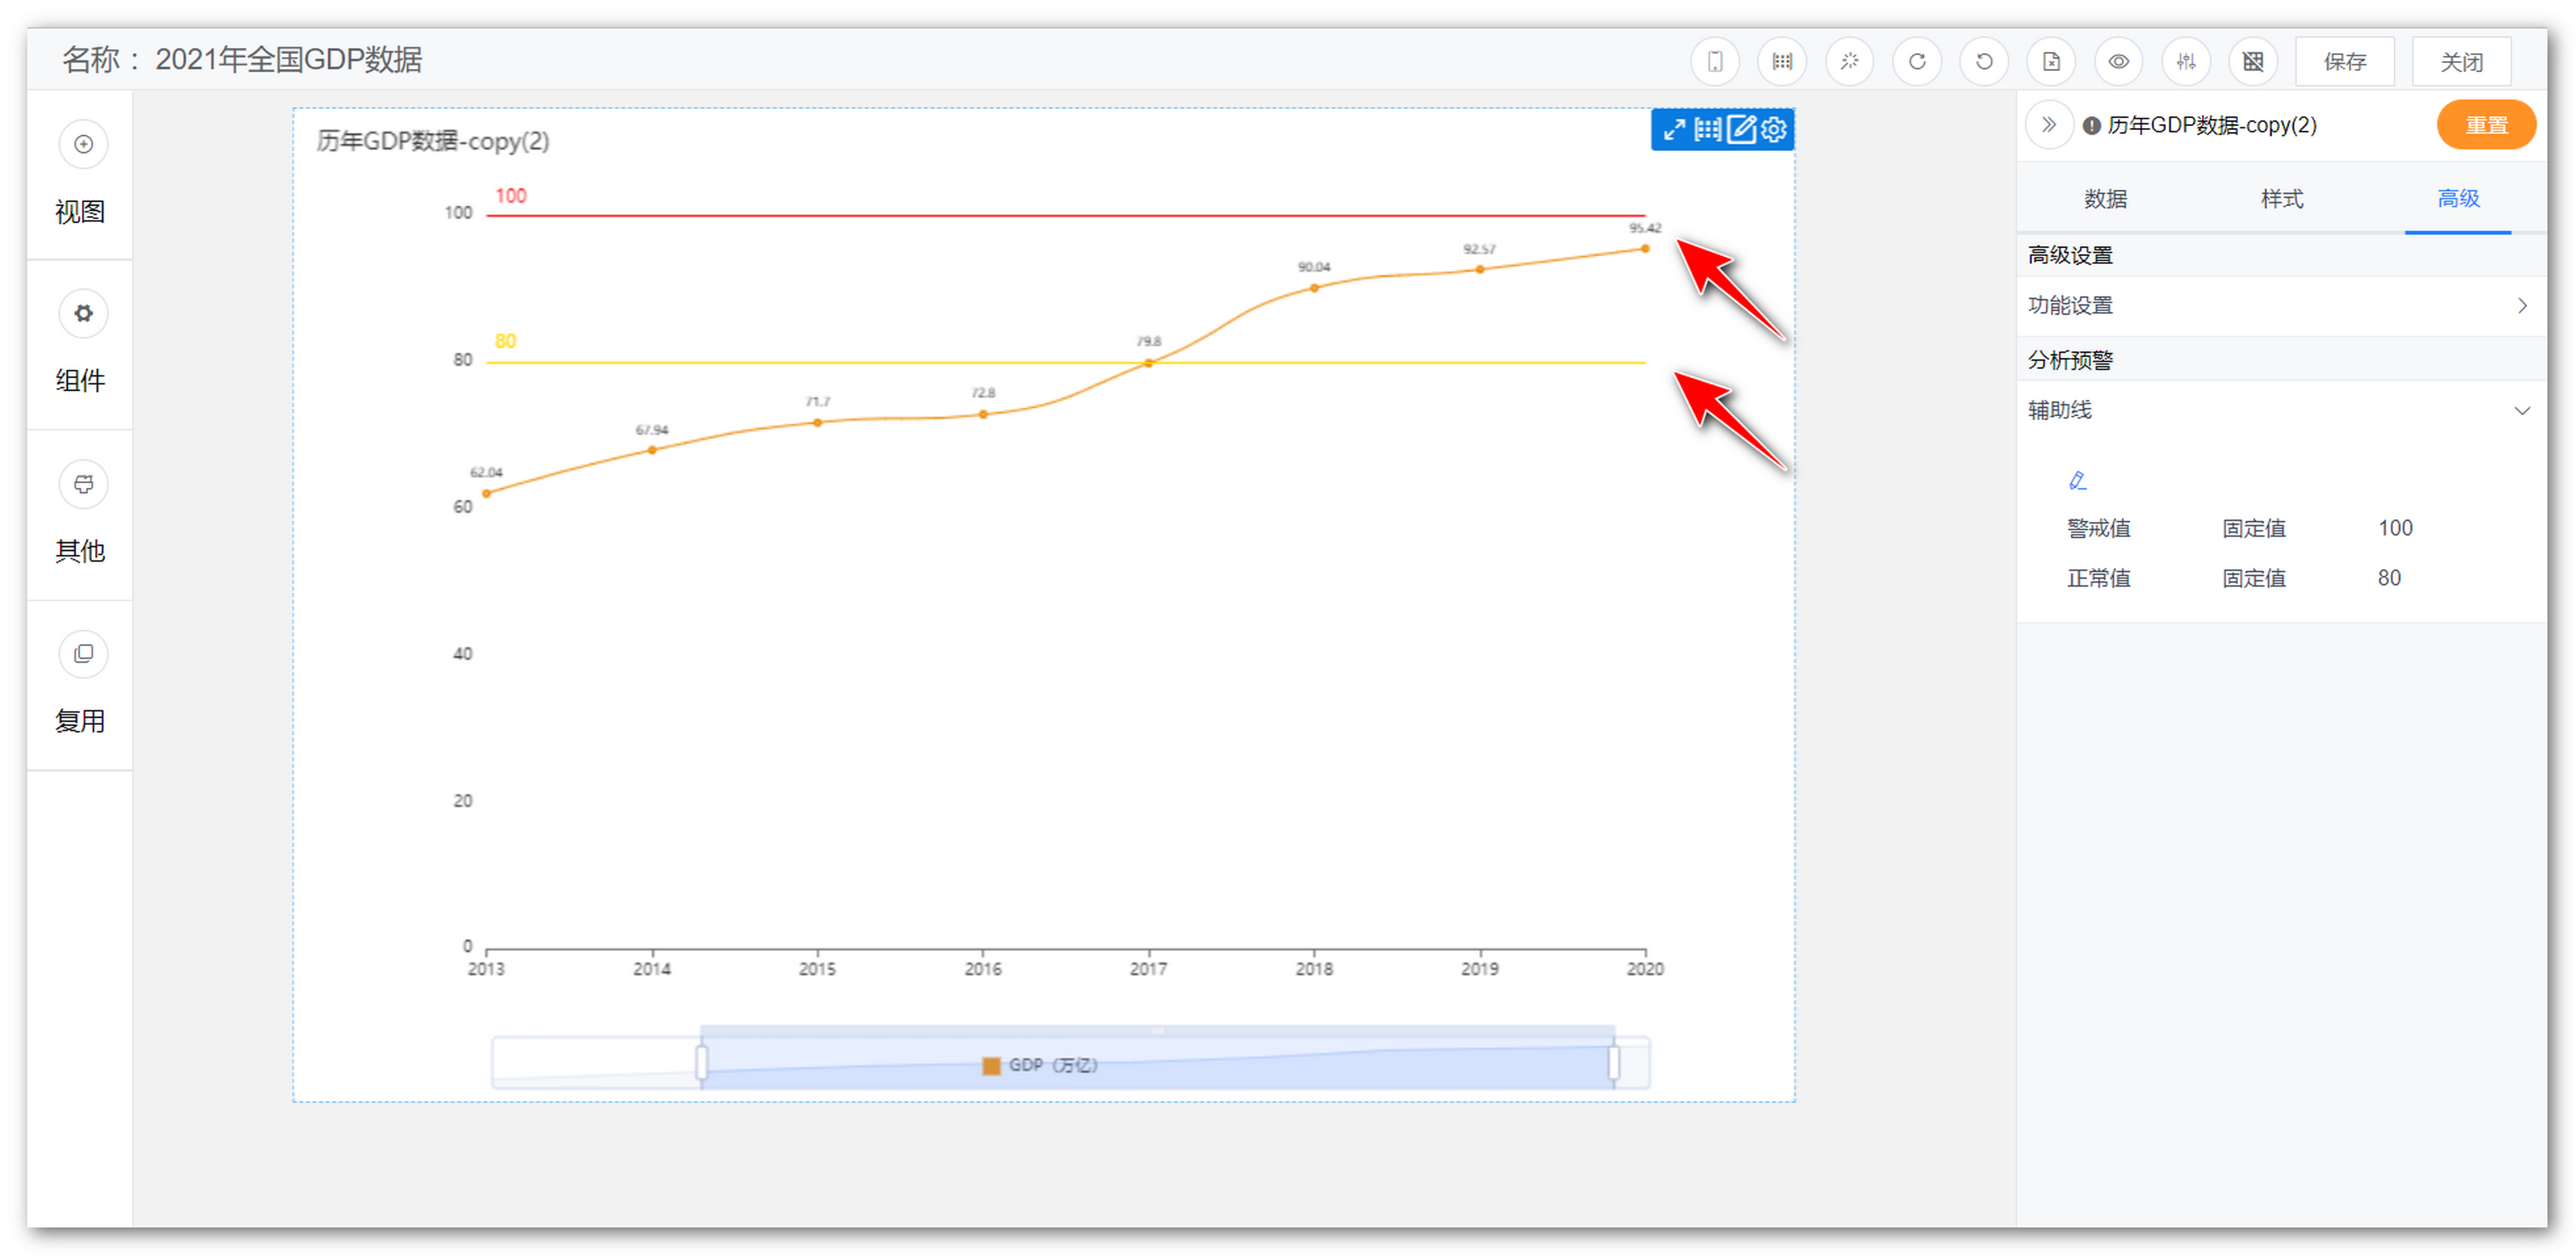 名称： 2021年全国GDP数据
保存
关闭
视图
组件
其他
复用
历年GDP数据-copy(2)
100
100
95.42
92.57
90.04
80
80
79.8
72.8
71.7
67.94
62.04
60
40
20
0
2013 2014 2015 2016 2017 2018 2019 2020
GDP（万亿）
历年GDP数据-copy(2)
重置
数据 样式 高级
高级设置
功能设置
分析预警
辅助线
警戒值 固定值 100
正常值 固定值 80